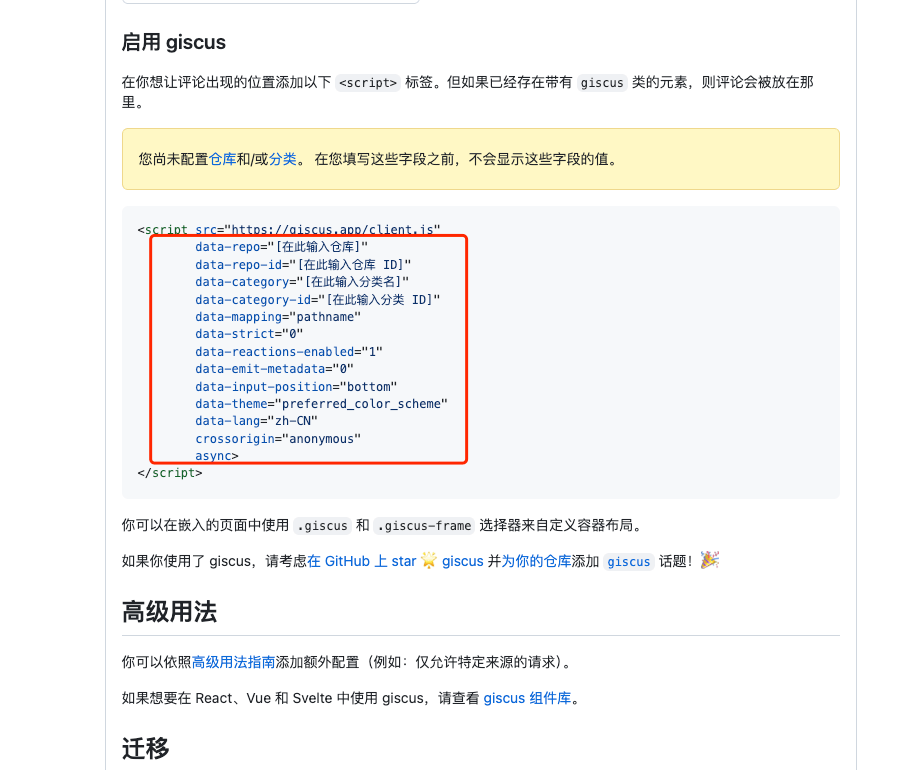 启用 giscus
在你想让评论出现的位置添加以下 <script> 标签。但如果已经存在带有 giscus 类的元素，则评论会被放在那
里。
您尚未配置仓库和/或分类。 在您填写这些字段之前，不会显示这些字段的值。
<script src="https://giscus.app/client.js"
data-repo="[在此输入仓库]"
data-repo-id="[在此输入仓库 ID]"
data-category="[在此输入分类名]"
data-category-id="[在此输入分类 ID]"
data-mapping="pathname"
data-strict="0"
data-reactions-enabled="1"
data-emit-metadata="0"
data-input-position="bottom"
data-theme="preferred_color_scheme"
data-lang="zh-CN"
crossorigin="anonymous"
async>
</script>
你可以在嵌入的页面中使用 .giscus 和 .giscus-frame 选择器来自定义容器布局。
如果你使用了 giscus，请考虑在 GitHub 上 star 🌟 giscus 并为你的仓库添加 giscus 话题！🎉
高级用法
你可以依照高级用法指南添加额外配置（例如：仅允许特定来源的请求）。
如果想要在 React、Vue 和 Svelte 中使用 giscus，请查看 giscus 组件库。
迁移